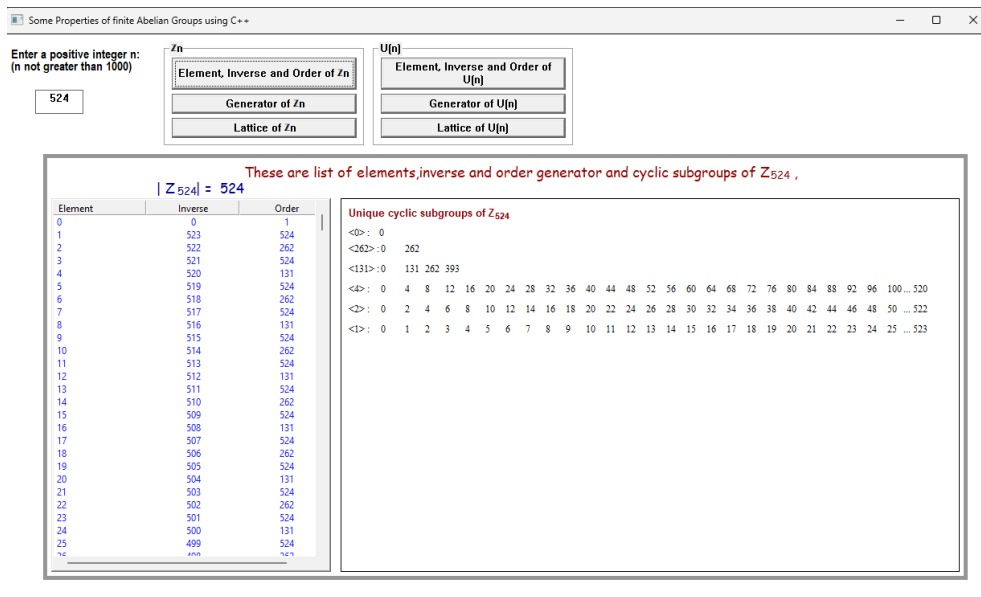 Some Properties of finite Abelian Groups using C++
Enter a positive integer n:
(n not greater than 1000)
524
Zn
Element, Inverse and Order of Zn
Generator of Zn
Lattice of Zn
U(n)
Element, Inverse and Order of
U(n)
Generator of U(n)
Lattice of U(n)
These are list of elements,inverse and order generator and cyclic subgroups of Z524 ,
| Z524| = 524
Element Inverse Order
0 0 1
1 523 524
2 522 262
3 521 524
4 520 131
5 519 524
6 518 262
7 517 524
8 516 131
9 515 524
10 514 262
11 513 524
12 512 131
13 511 524
14 510 262
15 509 524
16 508 131
17 507 524
18 506 262
19 505 524
20 504 131
21 503 524
22 502 262
23 501 524
24 500 131
25 499 524
26 498 262
Unique cyclic subgroups of Z524
<0> : 0
<262> : 0 262
<131> : 0 131 262 393
<4> : 0 4 8 12 16 20 24 28 32 36 40 44 48 52 56 60 64 68 72 76 80 84 88 92 96 100 ... 520
<2> : 0 2 4 6 8 10 12 14 16 18 20 22 24 26 28 30 32 34 36 38 40 42 44 46 48 50 ... 522
<1> : 0 1 2 3 4 5 6 7 8 9 10 11 12 13 14 15 16 17 18 19 20 21 22 23 24 25 ... 523